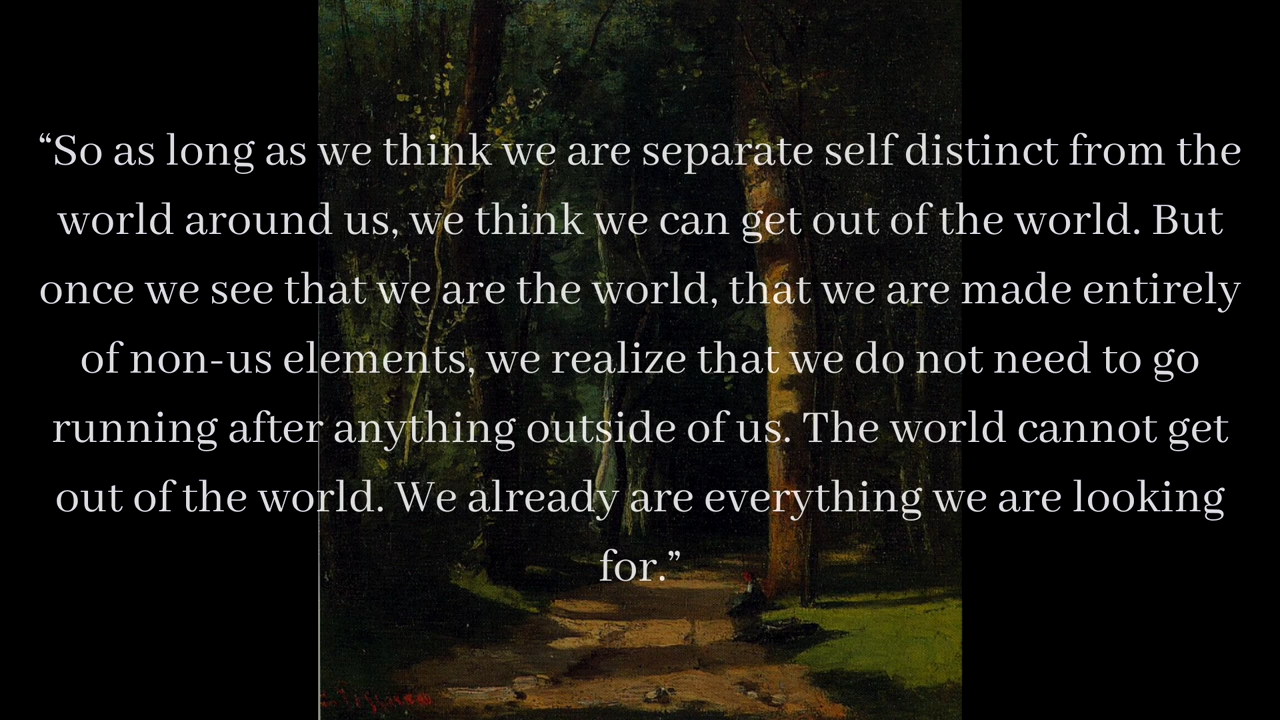 “So as long as we think we are separate self distinct from the
world around us, we think we can get out of the world. But
once we see that we are the world, that we are made entirely
of non-us elements, we realize that we do not need to go
running after anything outside of us. The world cannot get
out of the world. We already are everything we are looking
for.”